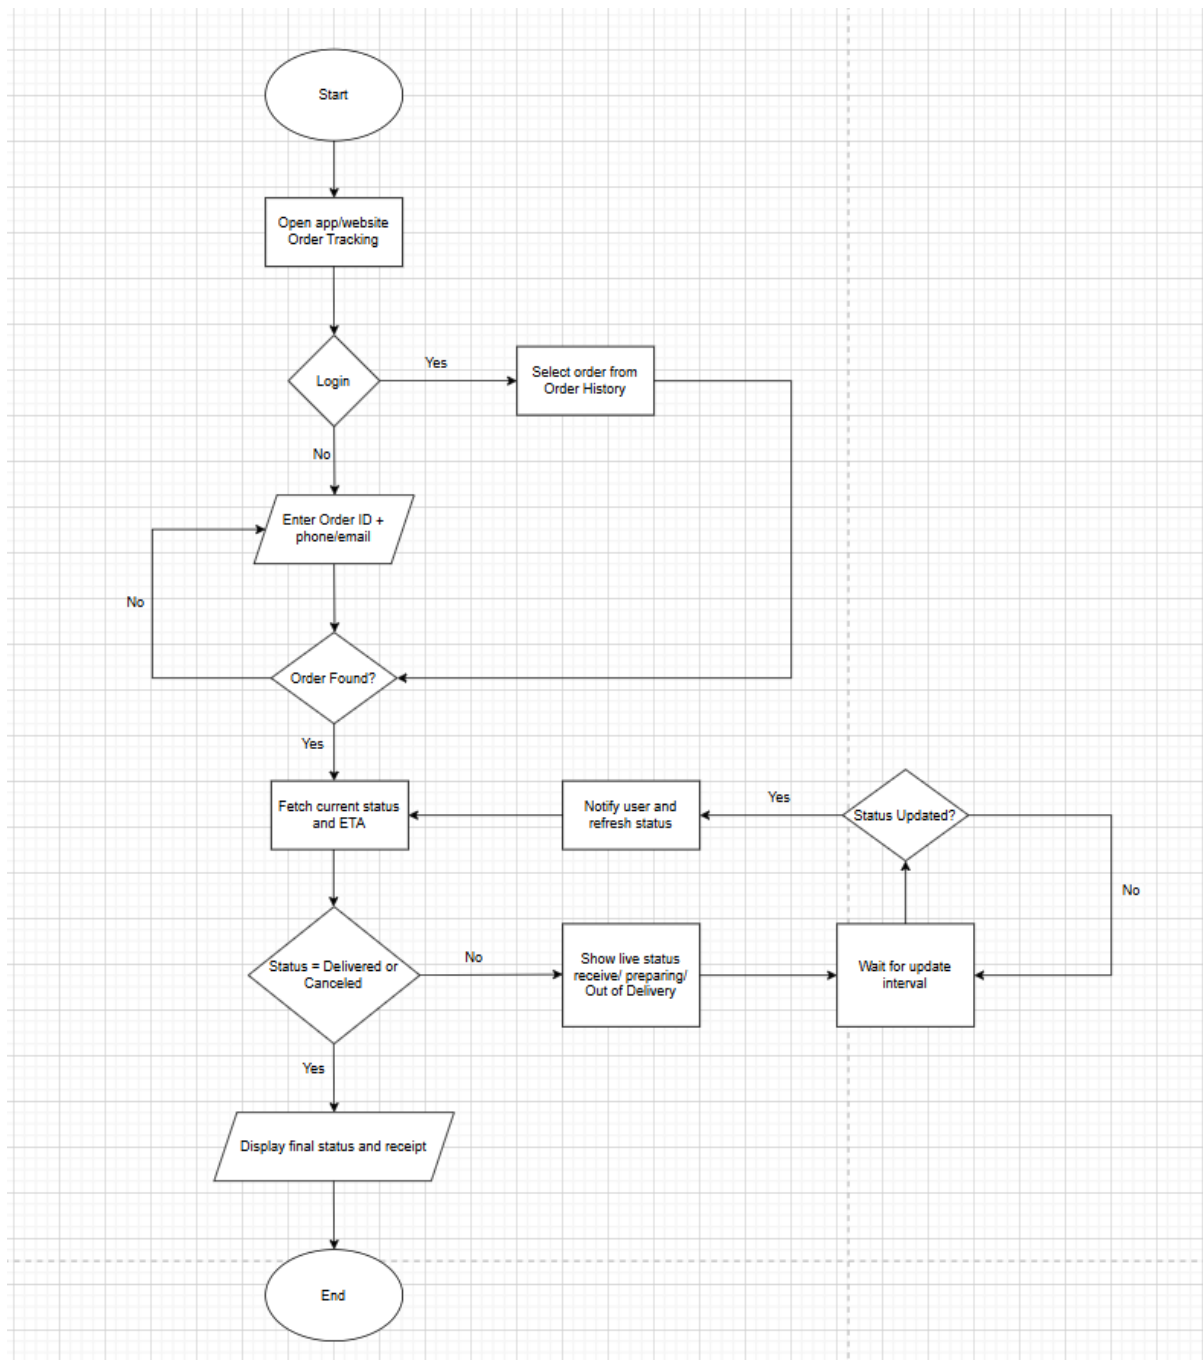 Start
Open app/website
Order Tracking
Login
Yes
Select order from
Order History
No
Enter Order ID +
phone/email
No
Order Found?
Yes
Fetch current status
and ETA
Notify user and
refresh status
Yes
Status Updated?
No
Status = Delivered or
Canceled
No
Show live status
receive/ preparing/
Out of Delivery
Wait for update
interval
Yes
Display final status and receipt
End